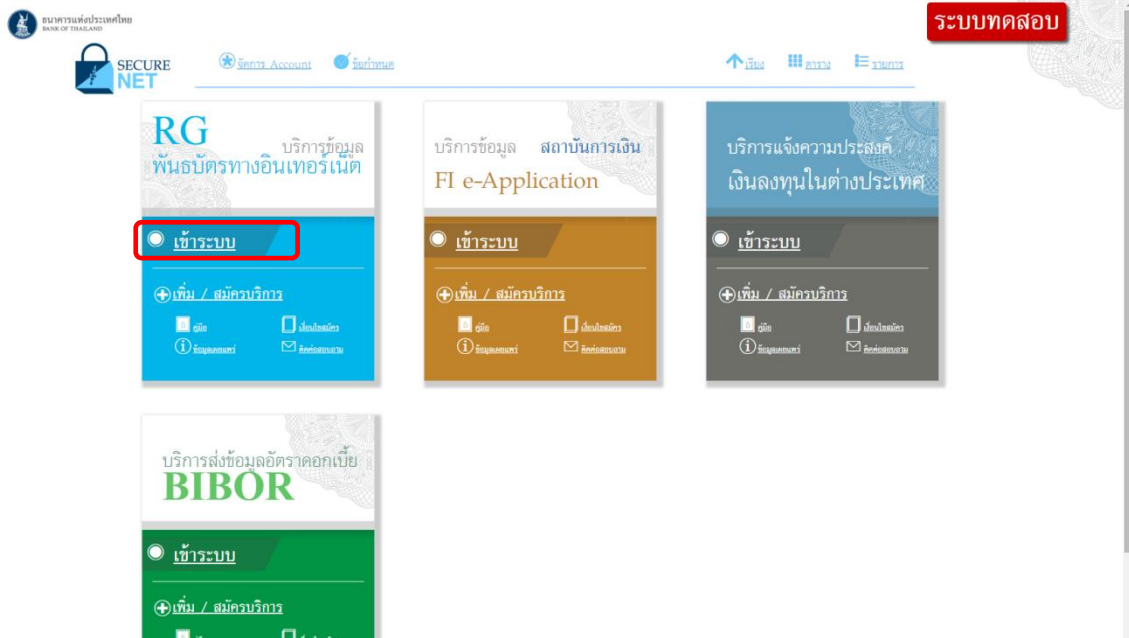 ธนาคารแห่งประเทศไทย
BANK OF THAILAND
ระบบทดสอบ
SECURE
NET
จัดการ Account
ข้อกำหนด
เรียง
ตาราง
รายการ
RG
บริการข้อมูล
พันธบัตรทางอินเทอร์เน็ต
เข้าระบบ
เพิ่ม / สมัครบริการ
คู่มือ
เงื่อนไขสมัคร
ข้อมูลเผยแพร่
ติดต่อสอบถาม
บริการข้อมูล สถาบันการเงิน
FI e-Application
เข้าระบบ
เพิ่ม / สมัครบริการ
คู่มือ
เงื่อนไขสมัคร
ข้อมูลเผยแพร่
ติดต่อสอบถาม
บริการแจ้งความประสงค์
เงินลงทุนในต่างประเทศ
เข้าระบบ
เพิ่ม / สมัครบริการ
คู่มือ
เงื่อนไขสมัคร
ข้อมูลเผยแพร่
ติดต่อสอบถาม
บริการส่งข้อมูลอัตราดอกเบี้ย
BIBOR
เข้าระบบ
เพิ่ม / สมัครบริการ